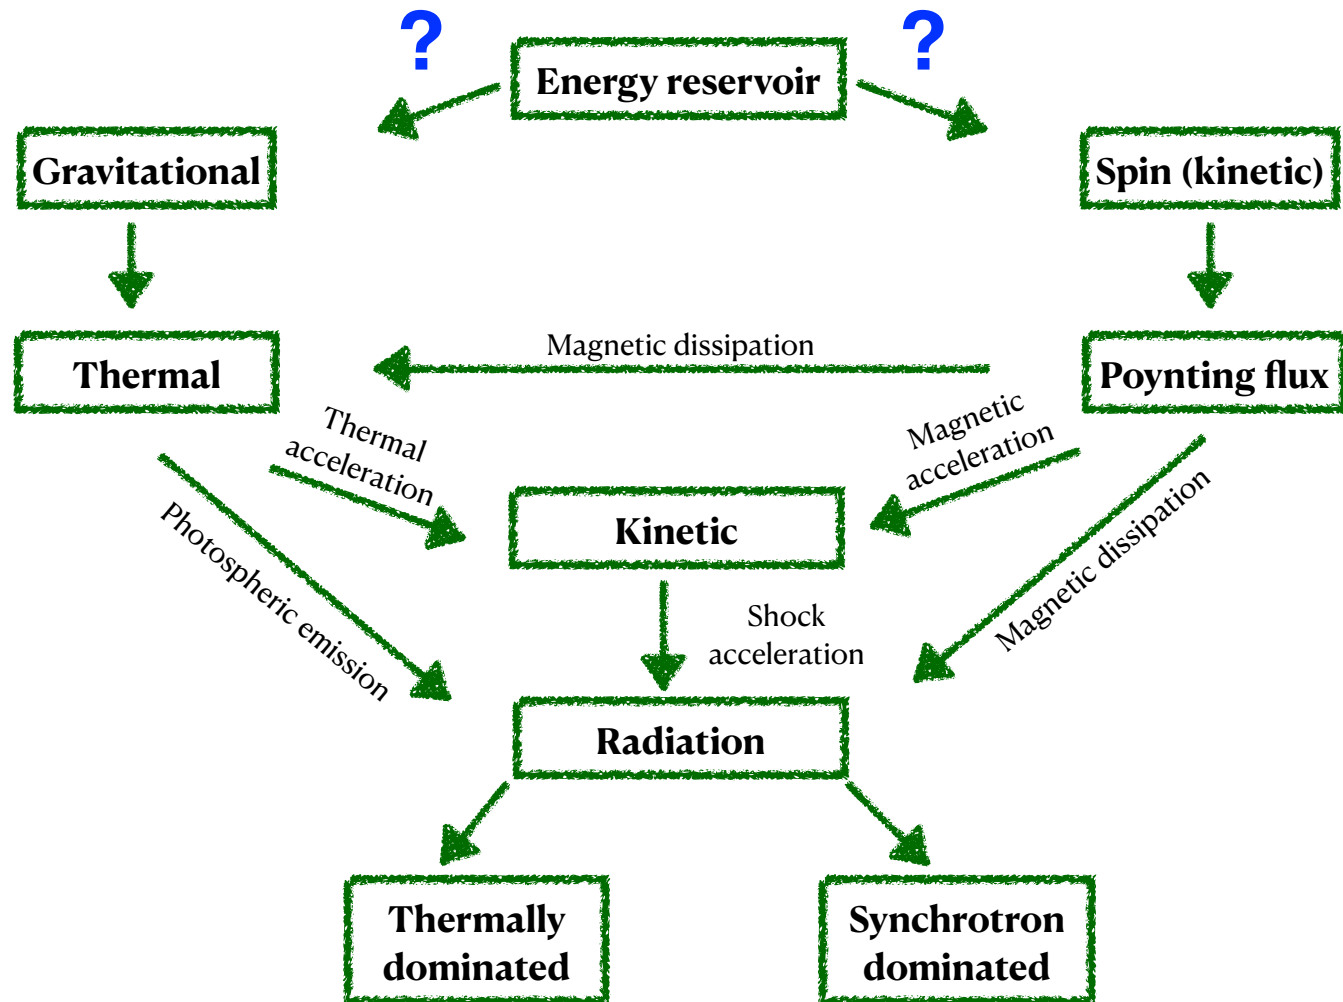 ?
?
Energy reservoir
Gravitational
Spin (kinetic)
Magnetic dissipation
Thermal
Poynting flux
Thermal
acceleration
Magnetic
acceleration
Photospheric emission
Kinetic
Magnetic dissipation
Shock
acceleration
Radiation
Thermally
dominated
Synchrotron
dominated